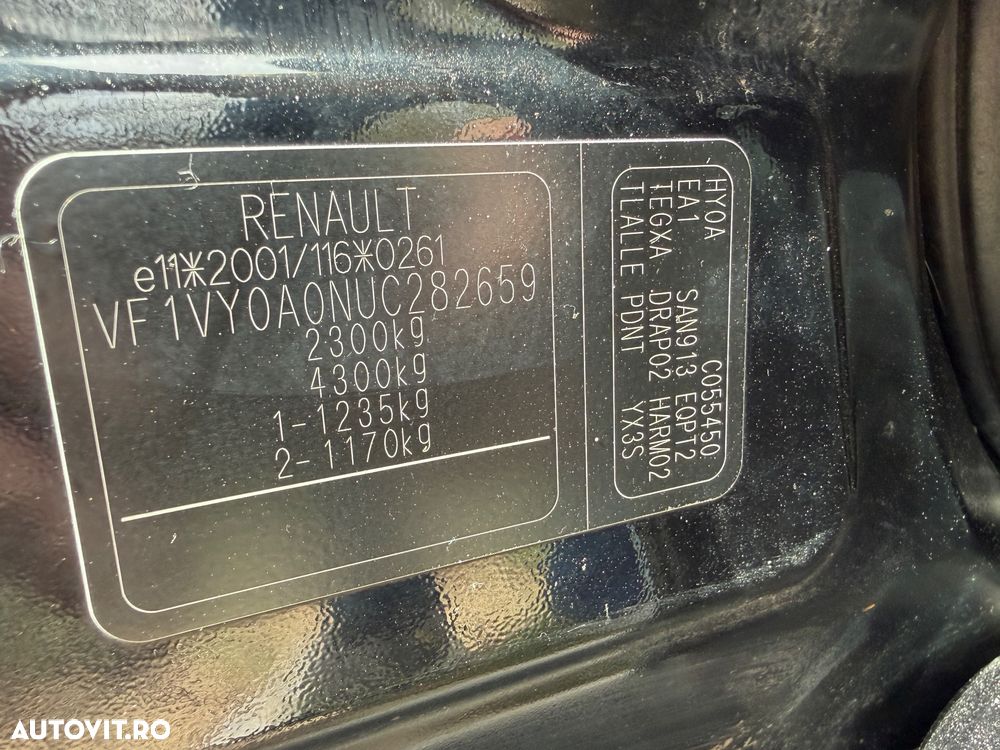 RENAULT
e11*2001/116*0261
VF1VY0A0NUC282659
2300kg
4300kg
1-1235kg
2-1170kg
HY0A C055450
EA1 SAN913 EQPT2
IEGXA DRAP02 HARM02
TLALLE PDNT YX3S
AUTOVIT.RO